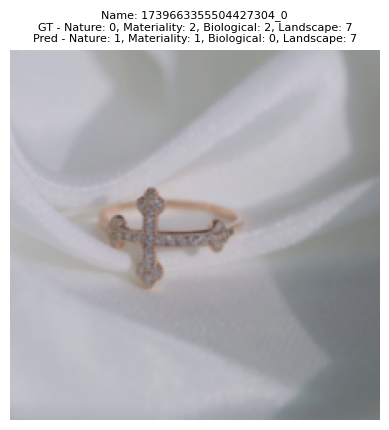 Name: 1739663355504427304_0
GT - Nature: 0, Materiality: 2, Biological: 2, Landscape: 7
Pred - Nature: 1, Materiality: 1, Biological: 0, Landscape: 7